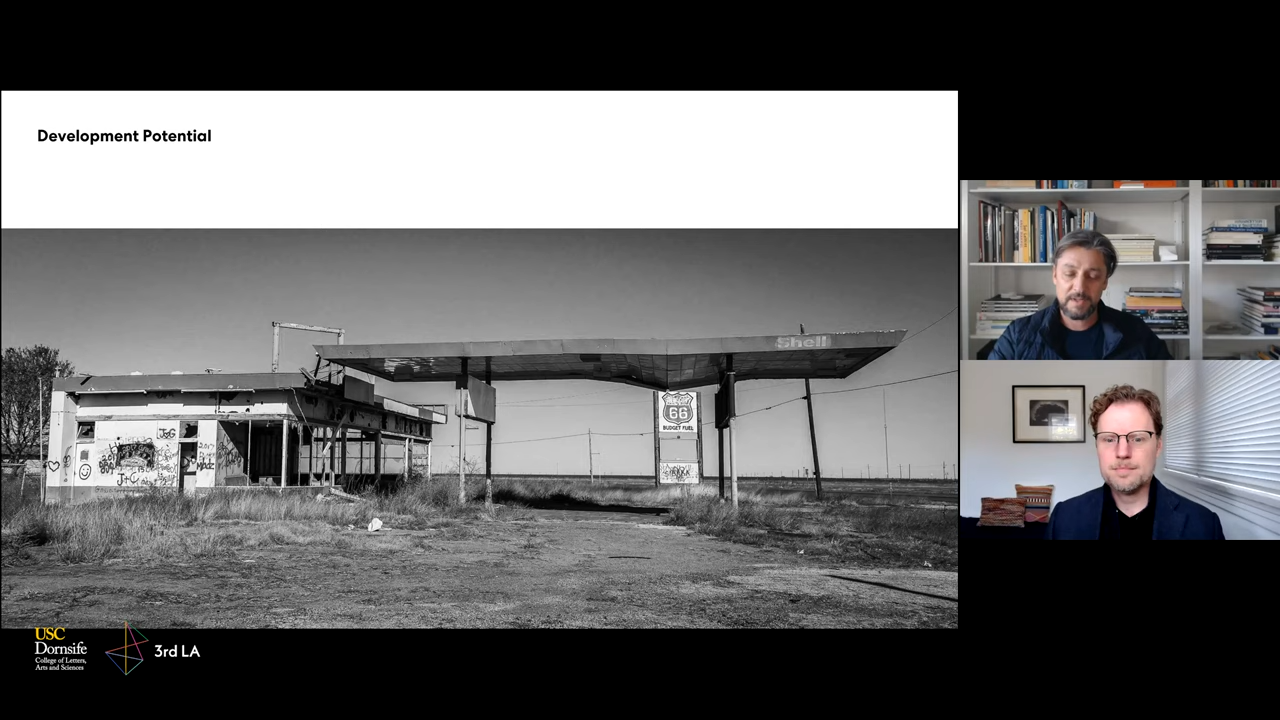 Development Potential
Shell
66
BUDGET FUEL
J+G
J+C
USC
Dornsife
College of Letters,
Arts and Sciences
3rd LA